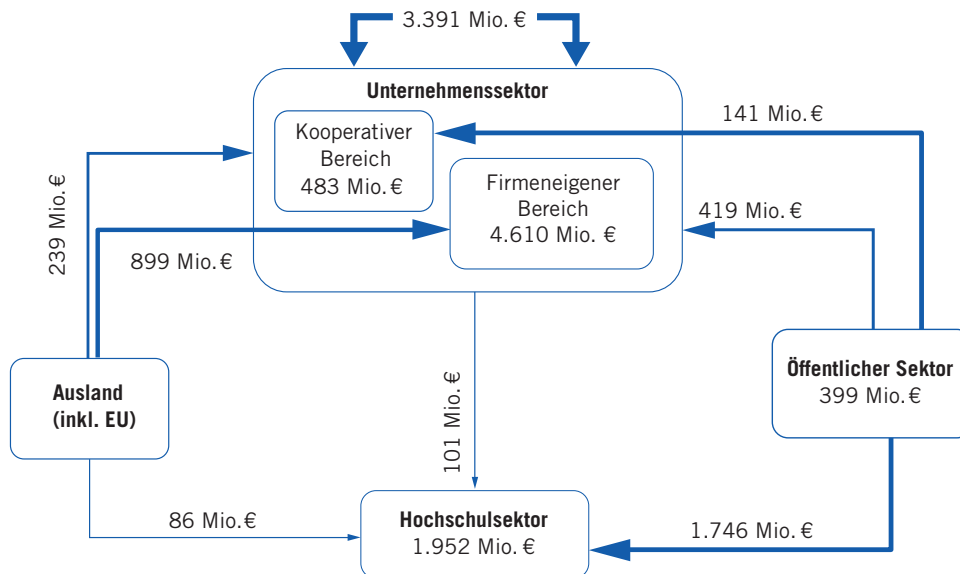 3.391 Mio. €
Unternehmenssektor
Kooperativer
Bereich
483 Mio. €
141 Mio. €
Firmeneigener
Bereich
4.610 Mio. €
419 Mio. €
239 Mio. €
899 Mio. €
Ausland
(inkl. EU)
Öffentlicher Sektor
399 Mio. €
101 Mio. €
86 Mio. €
Hochschulsektor
1.952 Mio. €
1.746 Mio. €